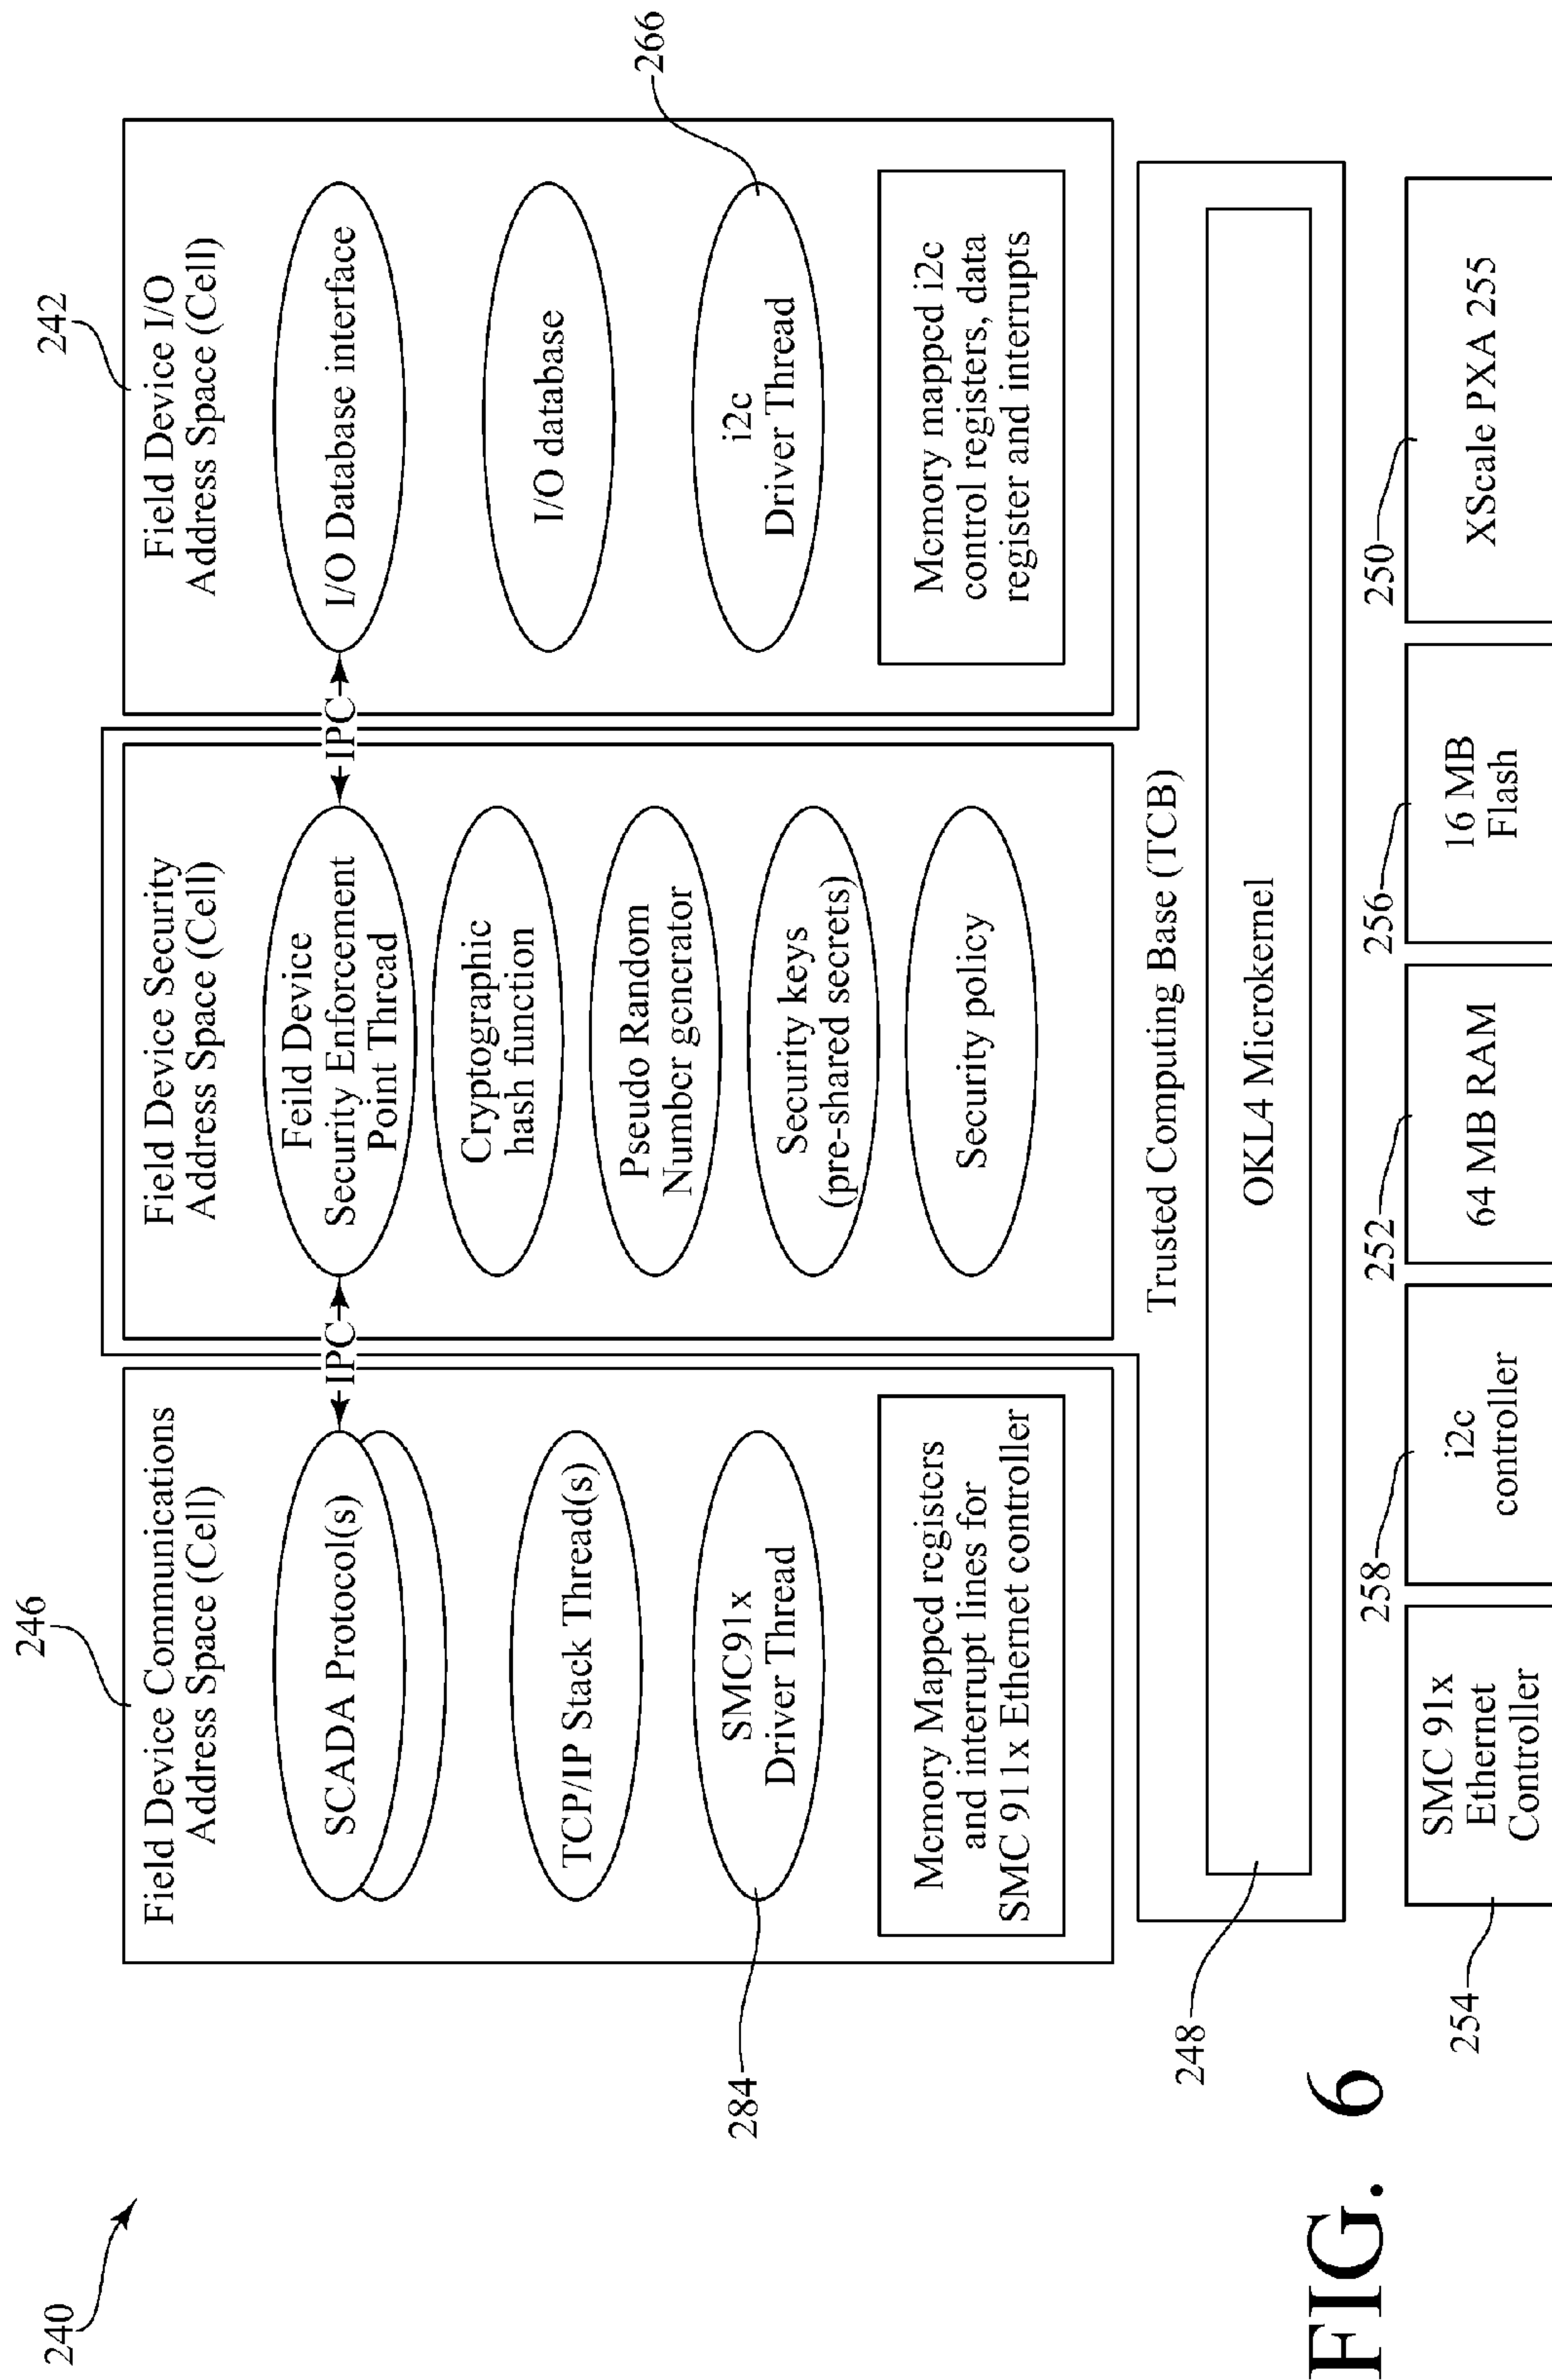 240
246
Field Device Communications
Address Space (Cell)
SCADA Protocol(s)
TCP/IP Stack Thread(s)
SMC91x
Driver Thread
284
Memory Mapped registers
and interrupt lines for
SMC 911x Ethernet controller
IPC
Field Device Security
Address Space (Cell)
Feild Device
Security Enforcement
Point Thread
Cryptographic
hash function
Pseudo Random
Number generator
Security keys
(pre-shared secrets)
Security policy
IPC
242
Field Device I/O
Address Space (Cell)
I/O Database interface
I/O database
i2c
Driver Thread
266
Memory mapped i2c
control registers, data
register and interrupts
Trusted Computing Base (TCB)
OKL4 Microkernel
248
254
SMC 91x
Ethernet
Controller
258
i2c
controller
252
64 MB RAM
256
16 MB
Flash
250
XScale PXA 255
FIG. 6